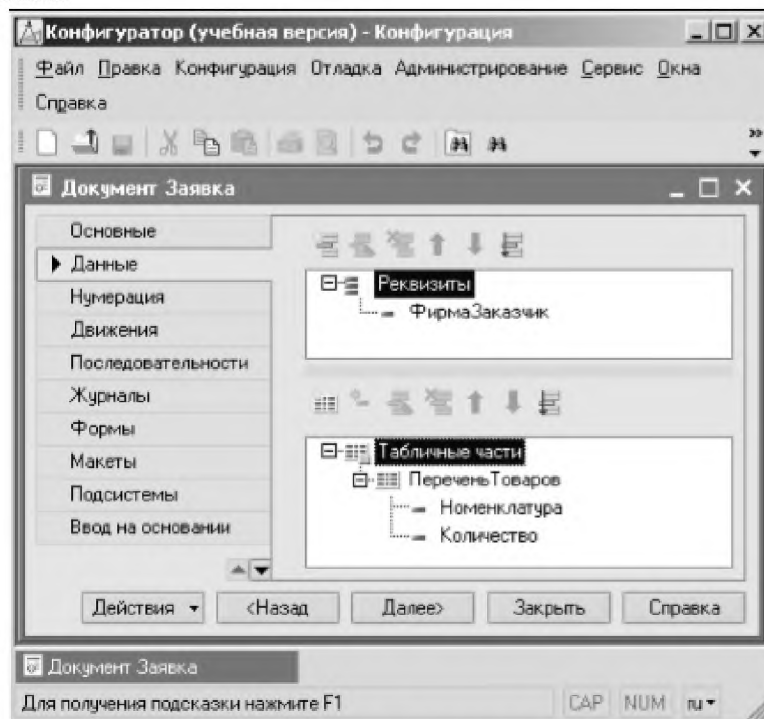 Конфигуратор (учебная версия) - Конфигурация
Файл Правка Конфигурация Отладка Администрирование Сервис Окна
Справка
Документ Заявка
Основные
Данные
Нумерация
Движения
Последовательности
Журналы
Формы
Макеты
Подсистемы
Ввод на основании
Реквизиты
ФирмаЗаказчик
Табличные части
ПереченьТоваров
Номенклатура
Количество
Действия <Назад Далее> Закрыть Справка
Документ Заявка
Для получения подсказки нажмите F1 CAP NUM ru